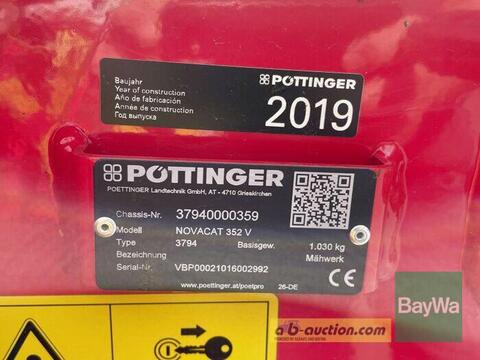 Baujahr
Year of construction
Año de fabricación
Année de construction
Год выпуска
PÖTTINGER
2019
PÖTTINGER
POETTINGER Landtechnik GmbH, AT - 4710 Grieskirchen
Chassis-Nr. 37940000359
Modell NOVACAT 352 V
Type 3794 Basisgew. 1.030 kg
Bezeichnung Mähwerk
Serial-Nr. VBP00021016002992
www.poettinger.at/poetpro 26-DE CE
BayWa
ab-auction.com